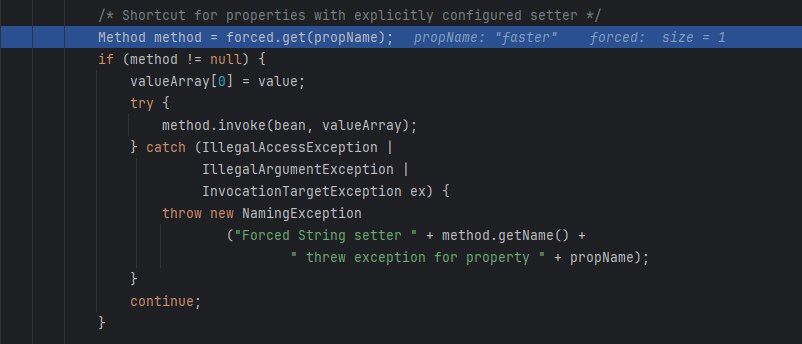 /* Shortcut for properties with explicitly configured setter */
Method method = forced.get(propName);   propName: "faster"    forced:  size = 1
if (method != null) {
    valueArray[0] = value;
    try {
        method.invoke(bean, valueArray);
    } catch (IllegalAccessException |
             IllegalArgumentException |
             InvocationTargetException ex) {
        throw new NamingException
                ("Forced String setter " + method.getName() +
                        " threw exception for property " + propName);
    }
    continue;
}